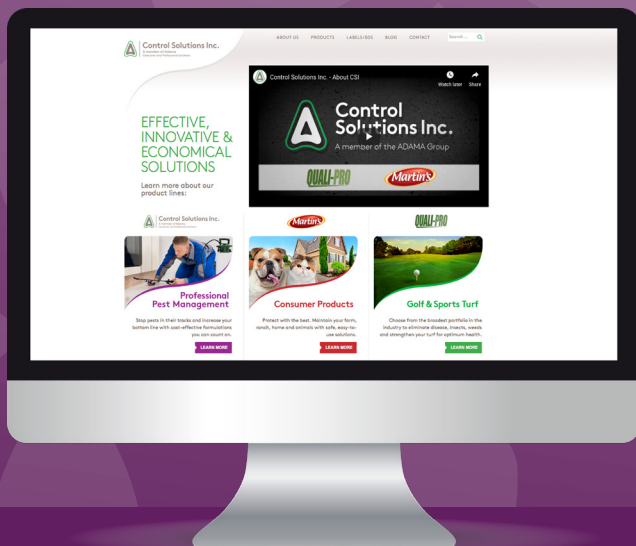 Control Solutions Inc.
A member of Adama
ABOUT US PRODUCTS LABELS/SDS BLOG CONTACT Search...
EFFECTIVE,
INNOVATIVE &
ECONOMICAL
SOLUTIONS
Learn more about our
product lines:
Control Solutions Inc. - About CSI
Watch later Share
Control
Solutions Inc.
A member of the ADAMA Group
QUALI-PRO Martin's
Control Solutions Inc.
A member of Adama
Martin's
QUALI-PRO
Professional
Pest Management
Stop pests in their tracks and increase your
bottom line with cost-effective formulations
you can count on.
LEARN MORE
Consumer Products
Protect with the best. Maintain your farm,
ranch, home and animals with safe, easy-to-
use solutions.
LEARN MORE
Golf & Sports Turf
Choose from the broadest portfolio in the
industry to eliminate disease, insects, weeds
and strengthen your turf for optimum health.
LEARN MORE